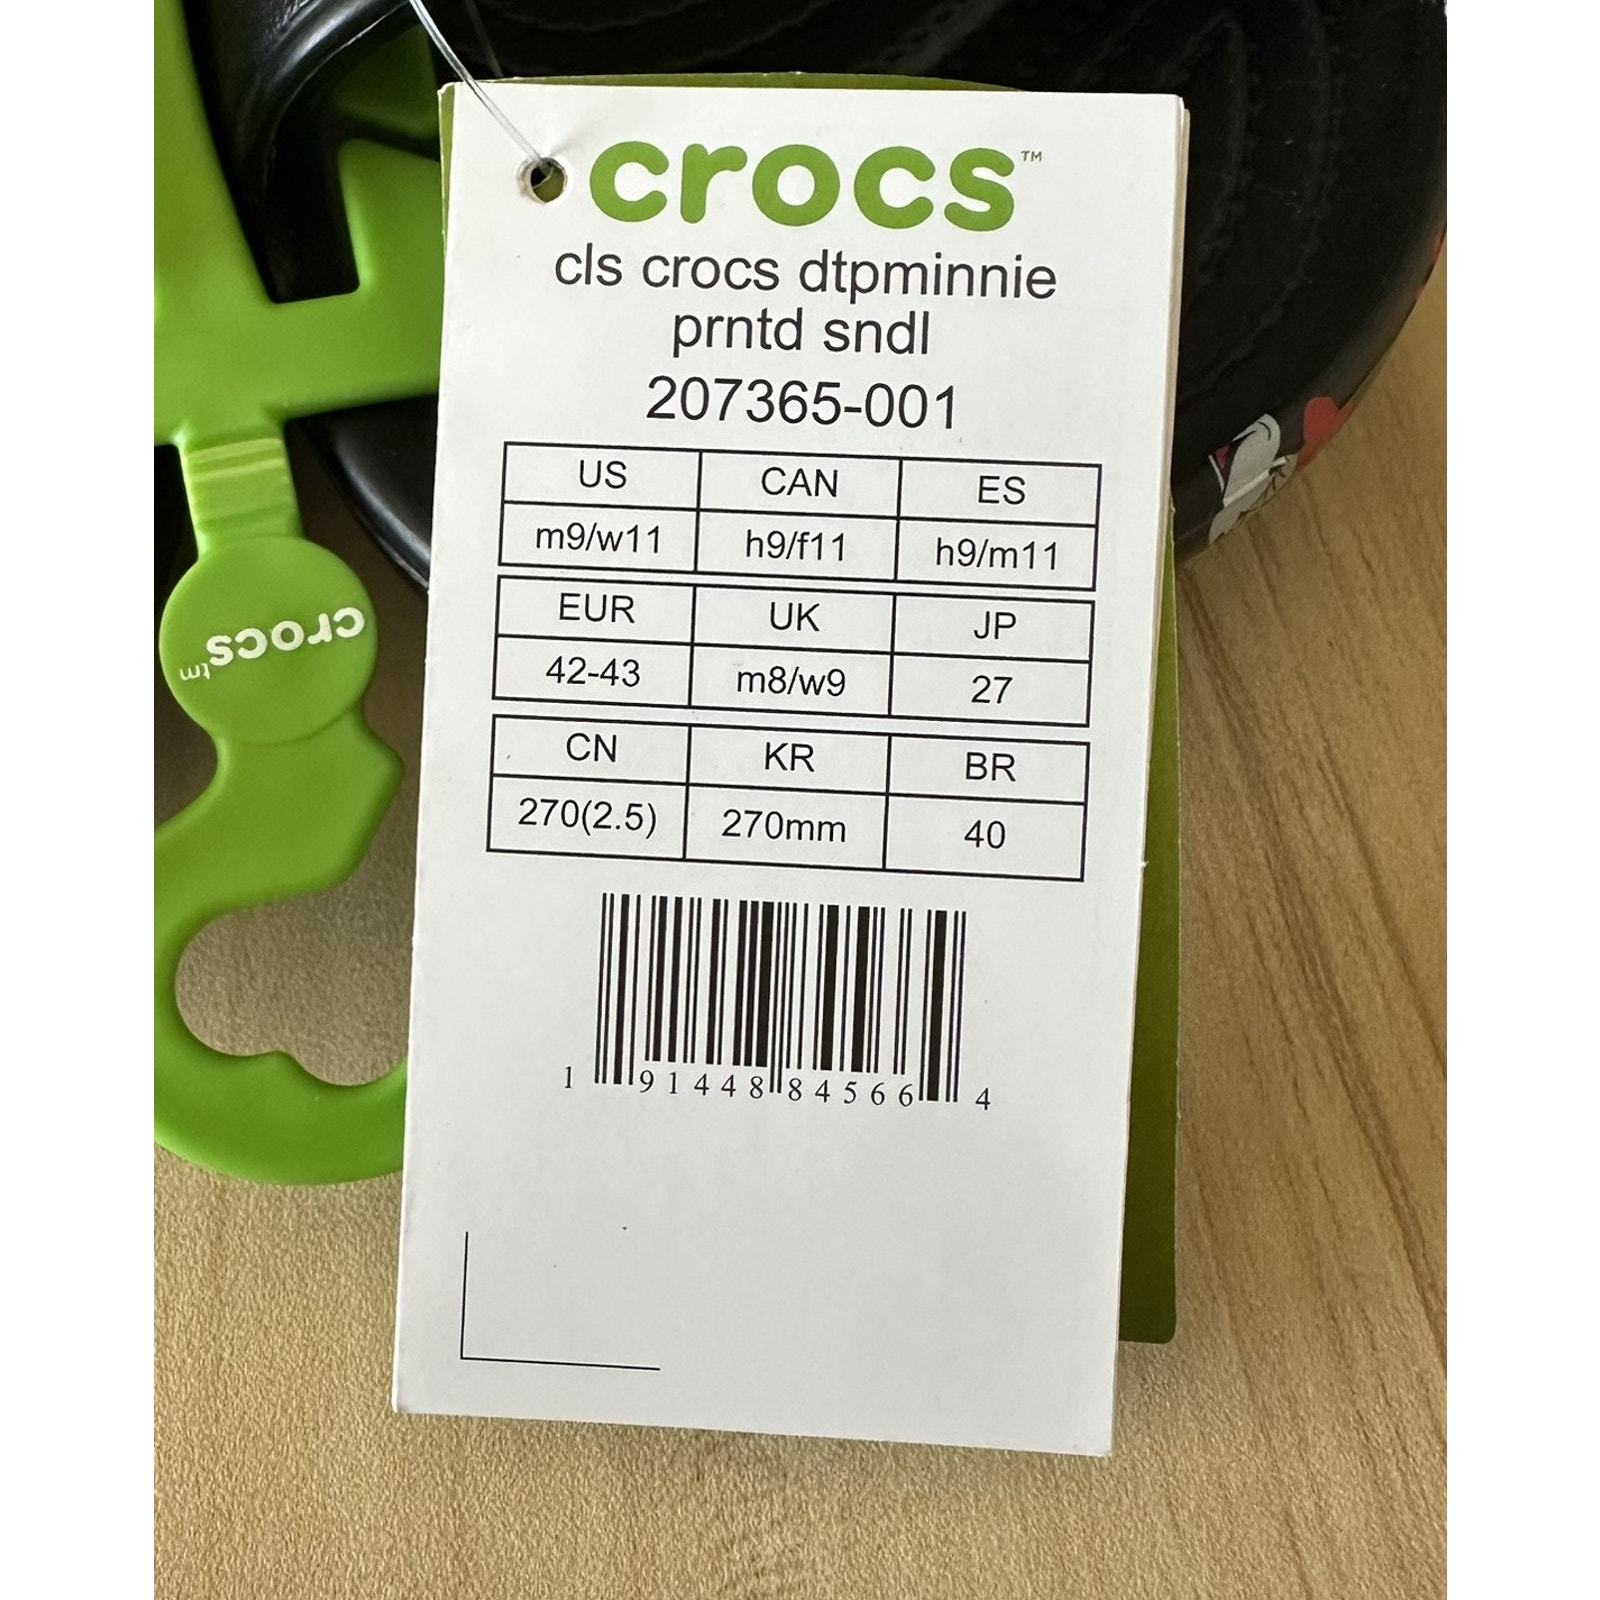 crocs™
cls crocs dtpminnie
prntd sndl
207365-001
US CAN ES
m9/w11 h9/f11 h9/m11
EUR UK JP
42-43 m8/w9 27
CN KR BR
270(2.5) 270mm 40
1 91448 84566 4
crocs™